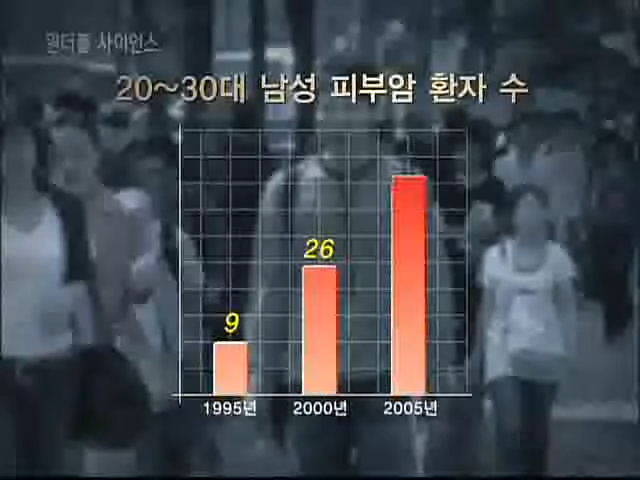 원더풀 사이언스
20~30대 남성 피부암 환자 수
9
26
1995년
2000년
2005년